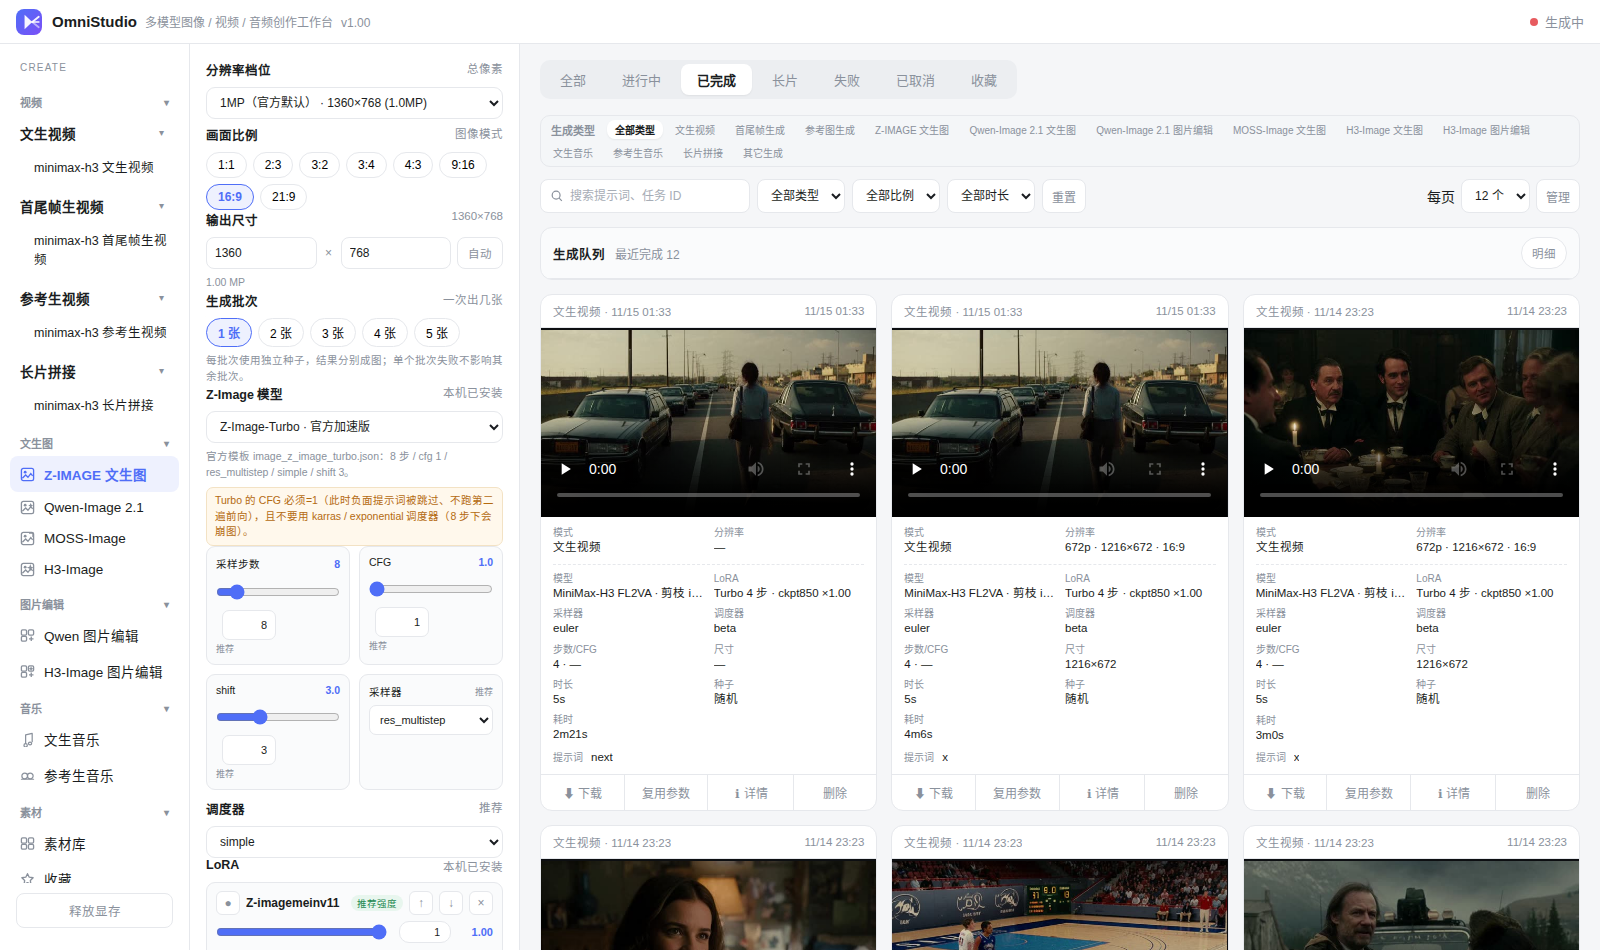 OmniStudio 多模型图像 / 视频 / 音频创作工作台 v1.00
生成中
CREATE
视频
文生视频
minimax-h3 文生视频
首尾帧生视频
minimax-h3 首尾帧生视
频
参考生视频
minimax-h3 参考生视频
长片拼接
minimax-h3 长片拼接
文生图
Z-IMAGE 文生图
Qwen-Image 2.1
MOSS-Image
H3-Image
图片编辑
Qwen 图片编辑
H3-Image 图片编辑
音乐
文生音乐
参考生音乐
素材
素材库
收藏
释放显存
分辨率档位 总像素
1MP（官方默认） · 1360×768 (1.0MP)
画面比例 图像模式
1:1 2:3 3:2 3:4 4:3 9:16
16:9 21:9
输出尺寸 1360×768
1360 × 768 自动
1.00 MP
生成批次 一次出几张
1 张 2 张 3 张 4 张 5 张
每批次使用独立种子，结果分别成图；单个批次失败不影响其
余批次。
Z-Image 模型 本机已安装
Z-Image-Turbo · 官方加速版
官方模板 image_z_image_turbo.json：8 步 / cfg 1 /
res_multistep / simple / shift 3。
Turbo 的 CFG 必须=1（此时负面提示词被跳过、不跑第二
遍前向），且不要用 karras / exponential 调度器（8 步下会
崩图）。
采样步数 8
8
推荐
CFG 1.0
1
推荐
shift 3.0
3
推荐
采样器 推荐
res_multistep
调度器 推荐
simple
LoRA 本机已安装
Z-imagemeinv11 推荐强度 ↑ ↓ ×
1 1.00
全部 进行中 已完成 长片 失败 已取消 收藏
生成类型 全部类型 文生视频 首尾帧生成 参考图生成 Z-IMAGE 文生图 Qwen-Image 2.1 文生图 Qwen-Image 2.1 图片编辑 MOSS-Image 文生图 H3-Image 文生图 H3-Image 图片编辑
文生音乐 参考生音乐 长片拼接 其它生成
搜索提示词、任务 ID 全部类型 全部比例 全部时长 重置 每页 12 个 管理
生成队列 最近完成 12 明细
文生视频 · 11/15 01:33 11/15 01:33
0:00
模式 分辨率
文生视频 —
模型 LoRA
MiniMax-H3 FL2VA · 剪枝 i… Turbo 4 步 · ckpt850 ×1.00
采样器 调度器
euler beta
步数/CFG 尺寸
4 · — —
时长 种子
5s 随机
耗时
2m21s
提示词 next
下载 复用参数 详情 删除
文生视频 · 11/15 01:33 11/15 01:33
0:00
模式 分辨率
文生视频 672p · 1216×672 · 16:9
模型 LoRA
MiniMax-H3 FL2VA · 剪枝 i… Turbo 4 步 · ckpt850 ×1.00
采样器 调度器
euler beta
步数/CFG 尺寸
4 · — 1216×672
时长 种子
5s 随机
耗时
4m6s
提示词 x
下载 复用参数 详情 删除
文生视频 · 11/14 23:23 11/14 23:23
0:00
模式 分辨率
文生视频 672p · 1216×672 · 16:9
模型 LoRA
MiniMax-H3 FL2VA · 剪枝 i… Turbo 4 步 · ckpt850 ×1.00
采样器 调度器
euler beta
步数/CFG 尺寸
4 · — 1216×672
时长 种子
5s 随机
耗时
3m0s
提示词 x
下载 复用参数 详情 删除
文生视频 · 11/14 23:23 11/14 23:23
文生视频 · 11/14 23:23 11/14 23:23
文生视频 · 11/14 23:23 11/14 23:23